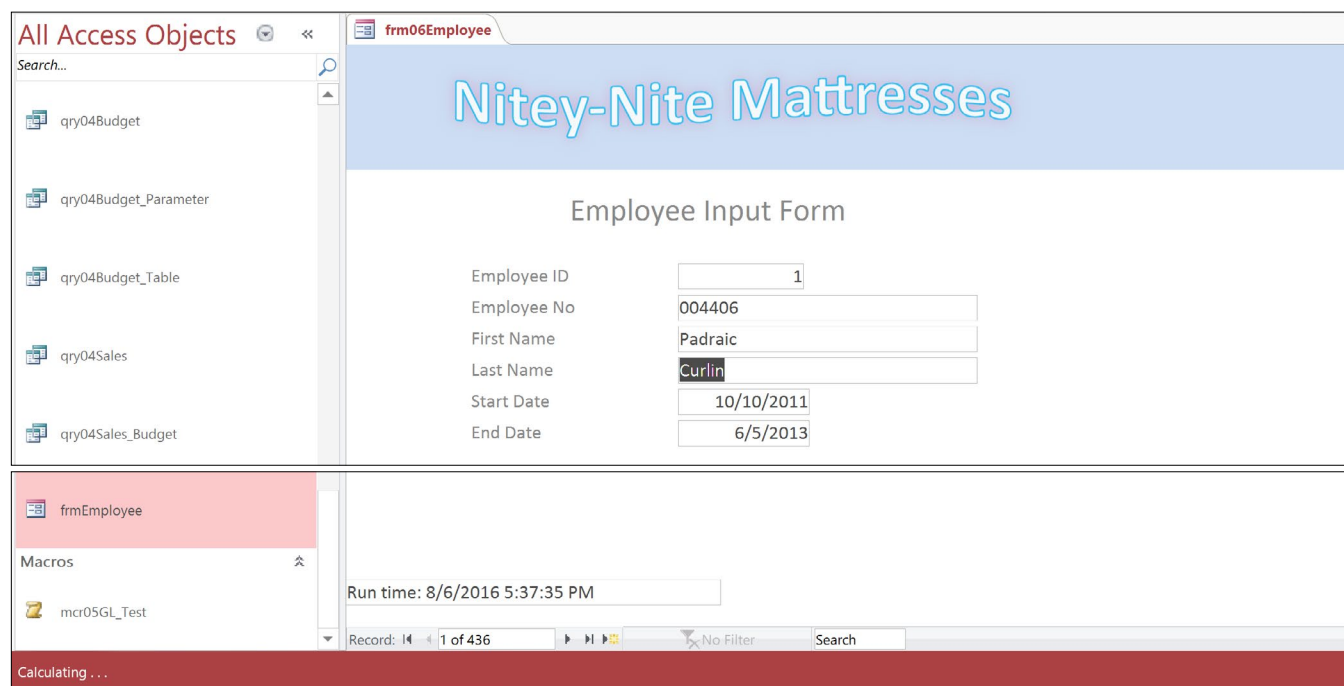 All Access Objects
Search...
qry04Budget
qry04Budget_Parameter
qry04Budget_Table
qry04Sales
qry04Sales_Budget
frm06Employee
Nitey-Nite Mattresses
Employee Input Form
Employee ID 1
Employee No 004406
First Name Padraic
Last Name Curlin
Start Date 10/10/2011
End Date 6/5/2013
frmEmployee
Macros
mcr05GL_Test
Run time: 8/6/2016 5:37:35 PM
Record: 1 of 436 No Filter Search
Calculating . . .